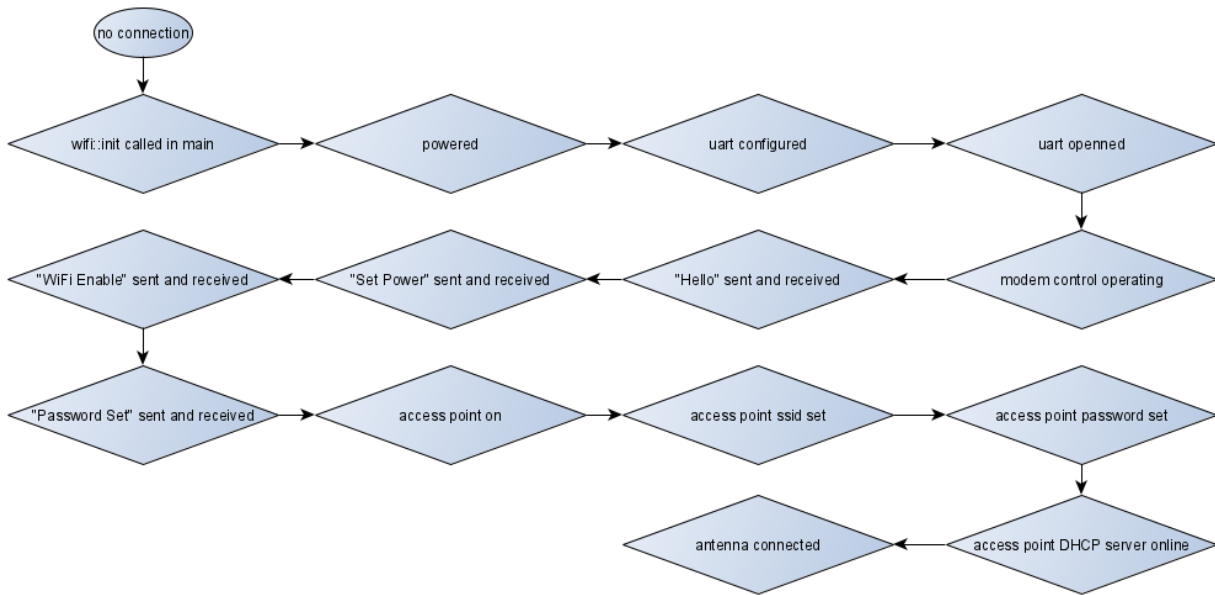 no connection
wifi::init called in main
powered
uart configured
uart openned
modem control operating
"Hello" sent and received
"Set Power" sent and received
"WiFi Enable" sent and received
"Password Set" sent and received
access point on
access point ssid set
access point password set
access point DHCP server online
antenna connected